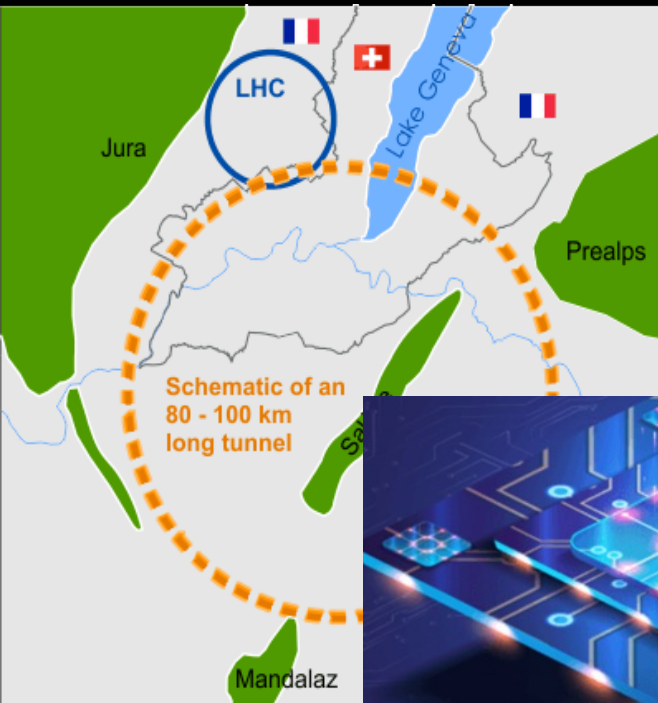 LHC
Lake Geneva
Jura
Prealps
Schematic of an
80 - 100 km
long tunnel
Mandalaz